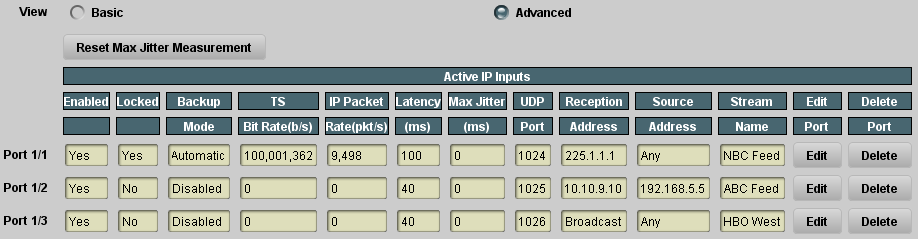 View Basic Advanced
Reset Max Jitter Measurement
Active IP Inputs
Enabled Locked Backup TS IP Packet Latency Max Jitter UDP Reception Source Stream Edit Delete
Mode Bit Rate(b/s) Rate(pkt/s) (ms) (ms) Port Address Address Name Port Port
Port 1/1 Yes Yes Automatic 100,001,362 9,498 100 0 1024 225.1.1.1 Any NBC Feed Edit Delete
Port 1/2 Yes No Disabled 0 0 40 0 1025 10.10.9.10 192.168.5.5 ABC Feed Edit Delete
Port 1/3 Yes No Disabled 0 0 40 0 1026 Broadcast Any HBO West Edit Delete